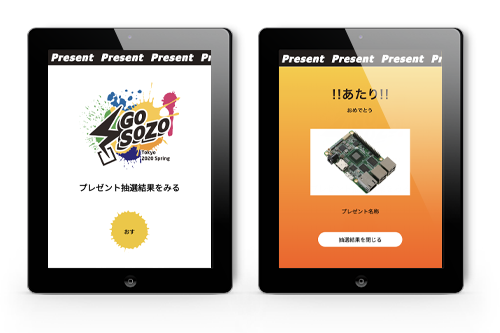 Present Present Present Pre
GO
SOZO
Tokyo
2020 Spring
プレゼント抽選結果をみる
おす
Present Present Present Pres
!!あたり!!
おめでとう
プレゼント名称
抽選結果を閉じる